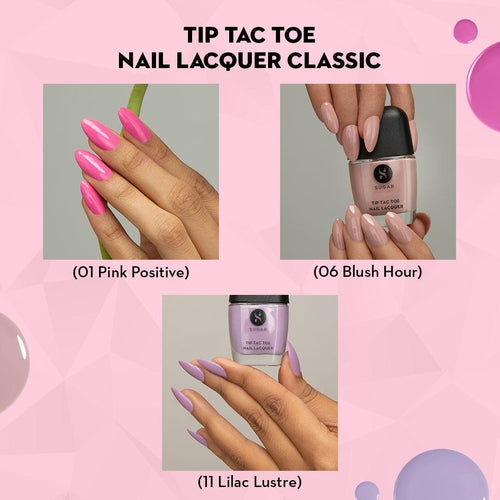 TIP TAC TOE
NAIL LACQUER CLASSIC
SUGAR
TIP TAC TOE
NAIL LACQUER
(01 Pink Positive)
(06 Blush Hour)
SUGAR
TIP TAC TOE
NAIL LACQUER
(11 Lilac Lustre)